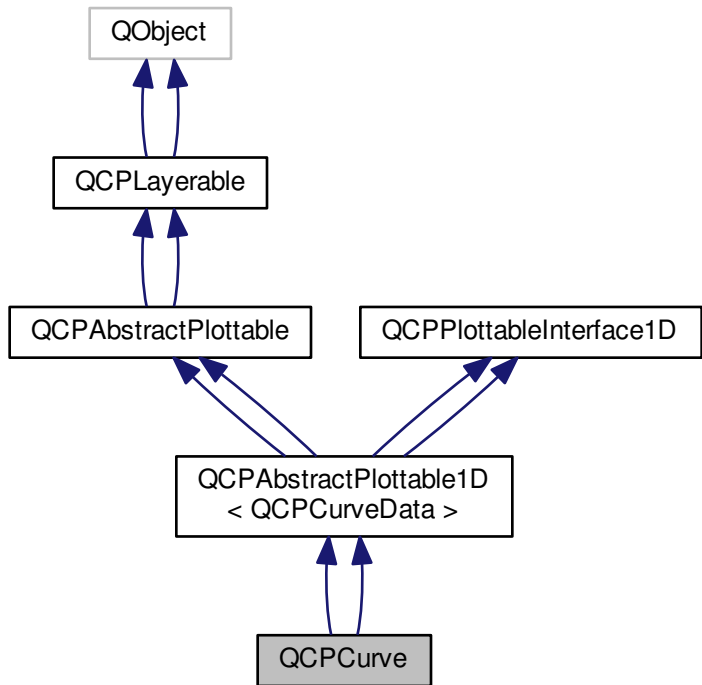 QObject
QCPLayerable
QCPAbstractPlottable
QCPPlottableInterface1D
QCPAbstractPlottable1D
< QCPCurveData >
QCPCurve